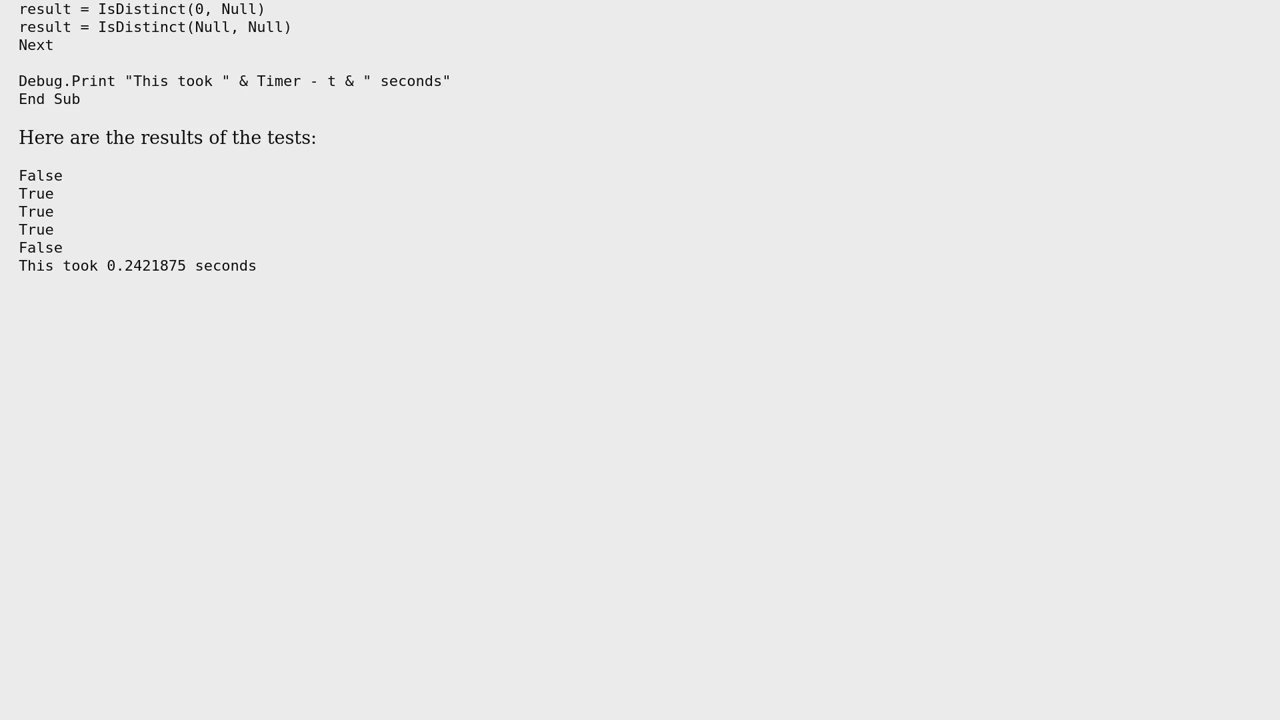 result = IsDistinct(0, Null)
result = IsDistinct(Null, Null)
Next
Debug.Print "This took " & Timer - t & " seconds"
End Sub
Here are the results of the tests:
False
True
True
True
False
This took 0.2421875 seconds